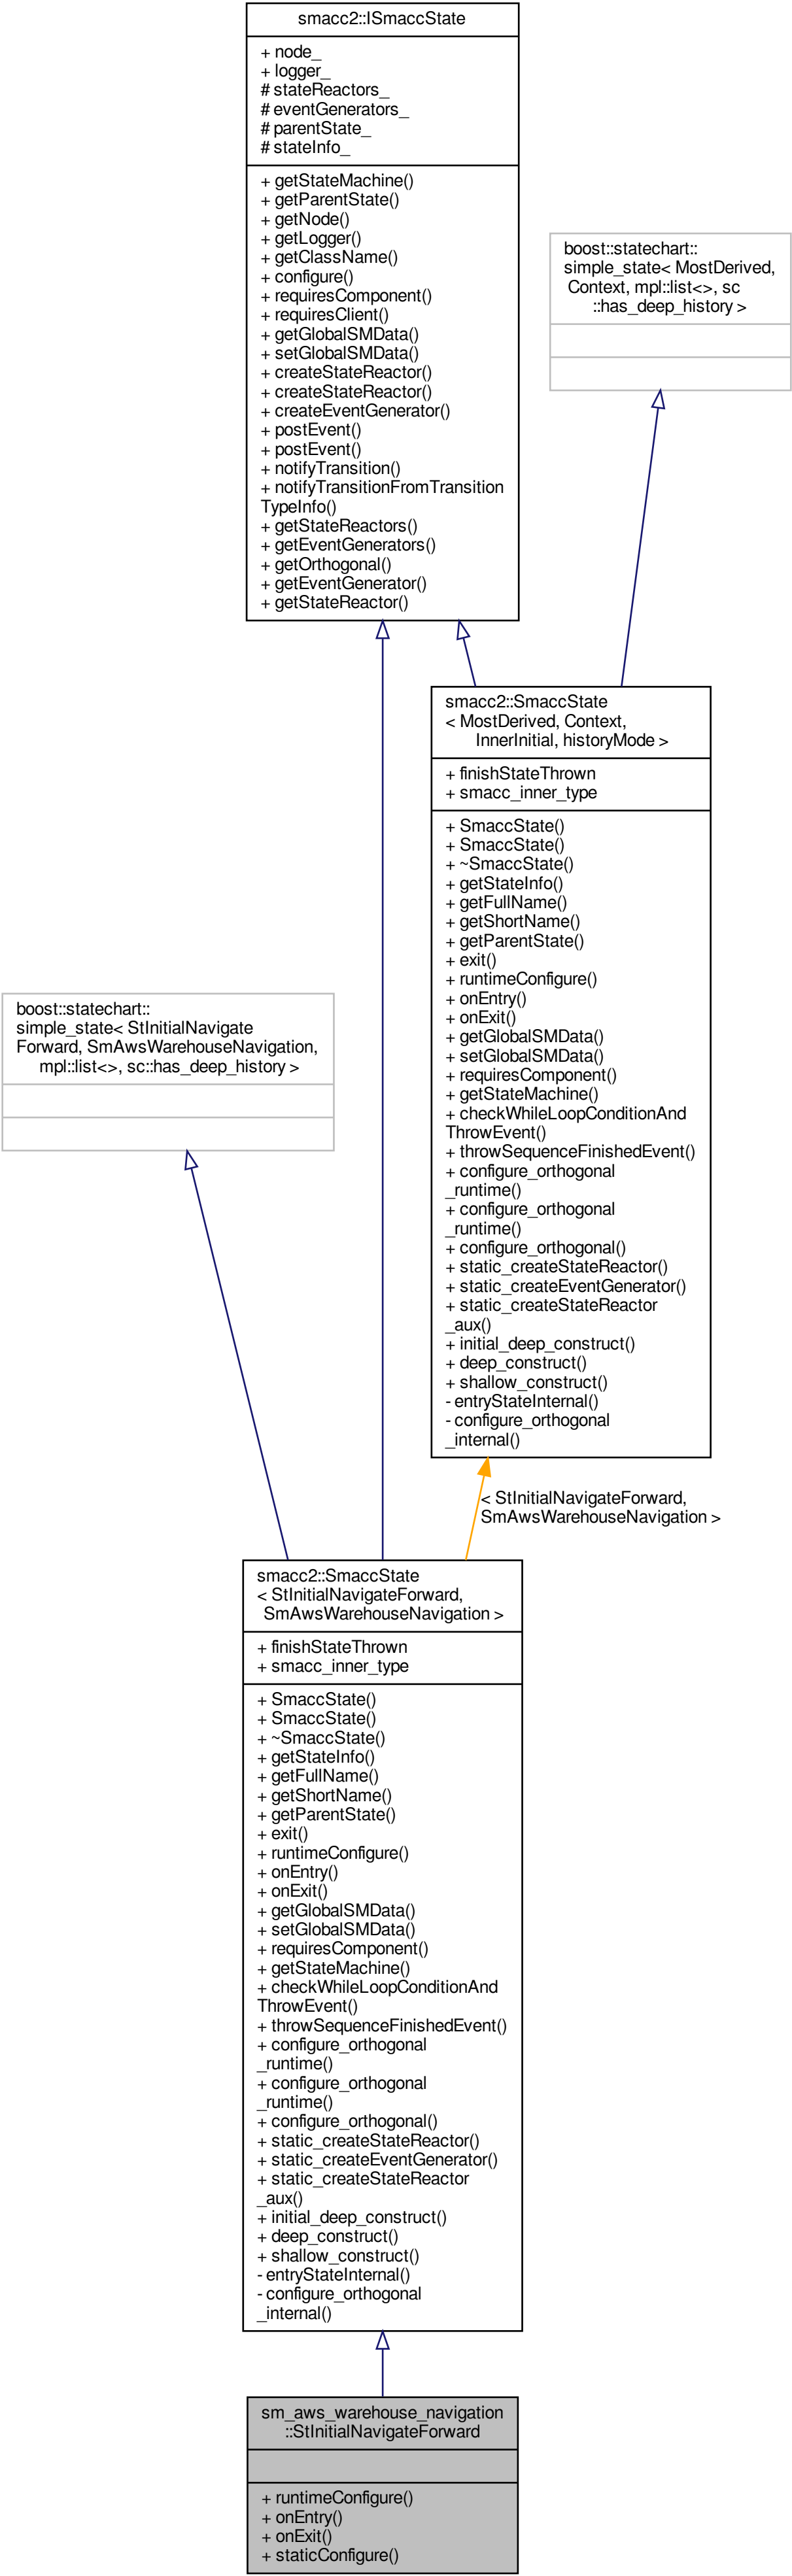 smacc2::ISmaccState
+ node_
+ logger_
# stateReactors_
# eventGenerators_
# parentState_
# stateInfo_
+ getStateMachine()
+ getParentState()
+ getNode()
+ getLogger()
+ getClassName()
+ configure()
+ requiresComponent()
+ requiresClient()
+ getGlobalSMData()
+ setGlobalSMData()
+ createStateReactor()
+ createStateReactor()
+ createEventGenerator()
+ postEvent()
+ postEvent()
+ notifyTransition()
+ notifyTransitionFromTransition
TypeInfo()
+ getStateReactors()
+ getEventGenerators()
+ getOrthogonal()
+ getEventGenerator()
+ getStateReactor()
boost::statechart::
simple_state< MostDerived,
Context, mpl::list<>, sc
::has_deep_history >
smacc2::SmaccState
< MostDerived, Context,
InnerInitial, historyMode >
+ finishStateThrown
+ smacc_inner_type
+ SmaccState()
+ SmaccState()
+ ~SmaccState()
+ getStateInfo()
+ getFullName()
+ getShortName()
+ getParentState()
+ exit()
+ runtimeConfigure()
+ onEntry()
+ onExit()
+ getGlobalSMData()
+ setGlobalSMData()
+ requiresComponent()
+ getStateMachine()
+ checkWhileLoopConditionAnd
ThrowEvent()
+ throwSequenceFinishedEvent()
+ configure_orthogonal
_runtime()
+ configure_orthogonal
_runtime()
+ configure_orthogonal()
+ static_createStateReactor()
+ static_createEventGenerator()
+ static_createStateReactor
_aux()
+ initial_deep_construct()
+ deep_construct()
+ shallow_construct()
- entryStateInternal()
- configure_orthogonal
_internal()
boost::statechart::
simple_state< StInitialNavigate
Forward, SmAwsWarehouseNavigation,
mpl::list<>, sc::has_deep_history >
< StInitialNavigateForward,
SmAwsWarehouseNavigation >
smacc2::SmaccState
< StInitialNavigateForward,
SmAwsWarehouseNavigation >
+ finishStateThrown
+ smacc_inner_type
+ SmaccState()
+ SmaccState()
+ ~SmaccState()
+ getStateInfo()
+ getFullName()
+ getShortName()
+ getParentState()
+ exit()
+ runtimeConfigure()
+ onEntry()
+ onExit()
+ getGlobalSMData()
+ setGlobalSMData()
+ requiresComponent()
+ getStateMachine()
+ checkWhileLoopConditionAnd
ThrowEvent()
+ throwSequenceFinishedEvent()
+ configure_orthogonal
_runtime()
+ configure_orthogonal
_runtime()
+ configure_orthogonal()
+ static_createStateReactor()
+ static_createEventGenerator()
+ static_createStateReactor
_aux()
+ initial_deep_construct()
+ deep_construct()
+ shallow_construct()
- entryStateInternal()
- configure_orthogonal
_internal()
sm_aws_warehouse_navigation
::StInitialNavigateForward
+ runtimeConfigure()
+ onEntry()
+ onExit()
+ staticConfigure()